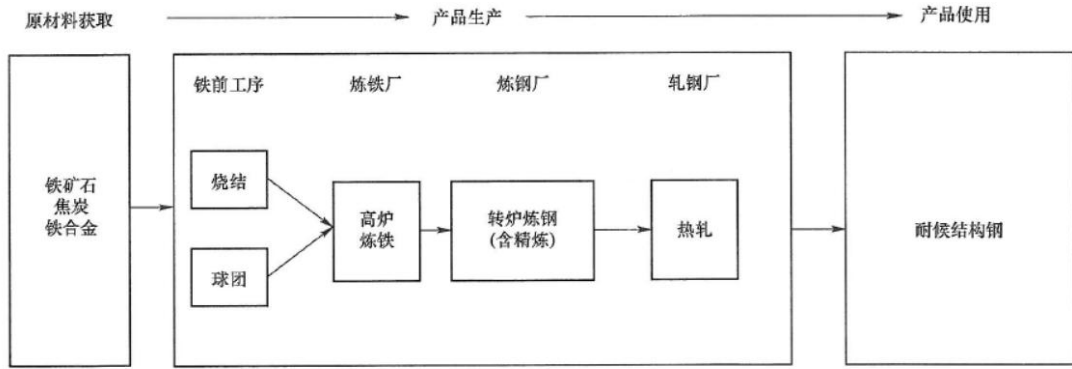 原材料获取
产品生产
产品使用
铁前工序
炼铁厂
炼钢厂
轧钢厂
铁矿石
焦炭
铁合金
烧结
球团
高炉
炼铁
转炉炼钢
(含精炼)
热轧
耐候结构钢